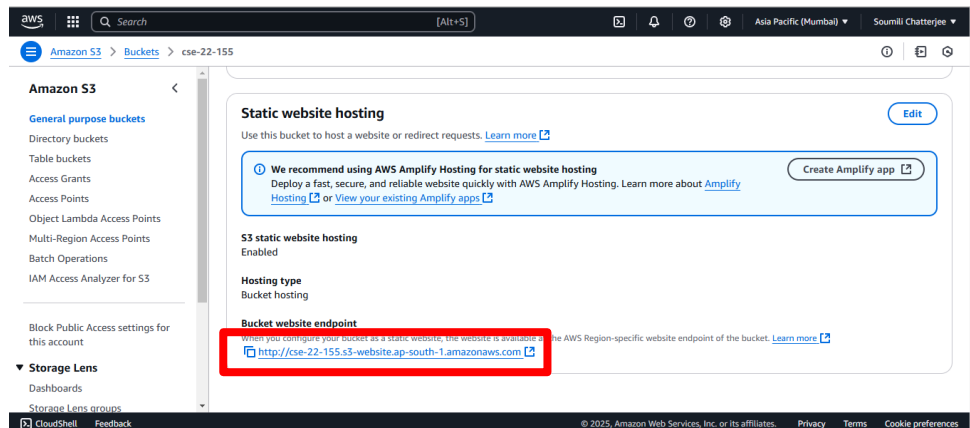 aws
Search [Alt+S] Asia Pacific (Mumbai) Soumili Chatterjee
Amazon S3 > Buckets > cse-22-155
Amazon S3
General purpose buckets
Directory buckets
Table buckets
Access Grants
Access Points
Object Lambda Access Points
Multi-Region Access Points
Batch Operations
IAM Access Analyzer for S3
Block Public Access settings for
this account
Storage Lens
Dashboards
Storage Lens groups
Static website hosting
Edit
Use this bucket to host a website or redirect requests. Learn more
We recommend using AWS Amplify Hosting for static website hosting
Create Amplify app
Deploy a fast, secure, and reliable website quickly with AWS Amplify Hosting. Learn more about Amplify
Hosting or View your existing Amplify apps
S3 static website hosting
Enabled
Hosting type
Bucket hosting
Bucket website endpoint
When you configure your bucket as a static website, the website is available at the AWS Region-specific website endpoint of the bucket. Learn more
http://cse-22-155.s3-website.ap-south-1.amazonaws.com
CloudShell Feedback © 2025, Amazon Web Services, Inc. or its affiliates. Privacy Terms Cookie preferences